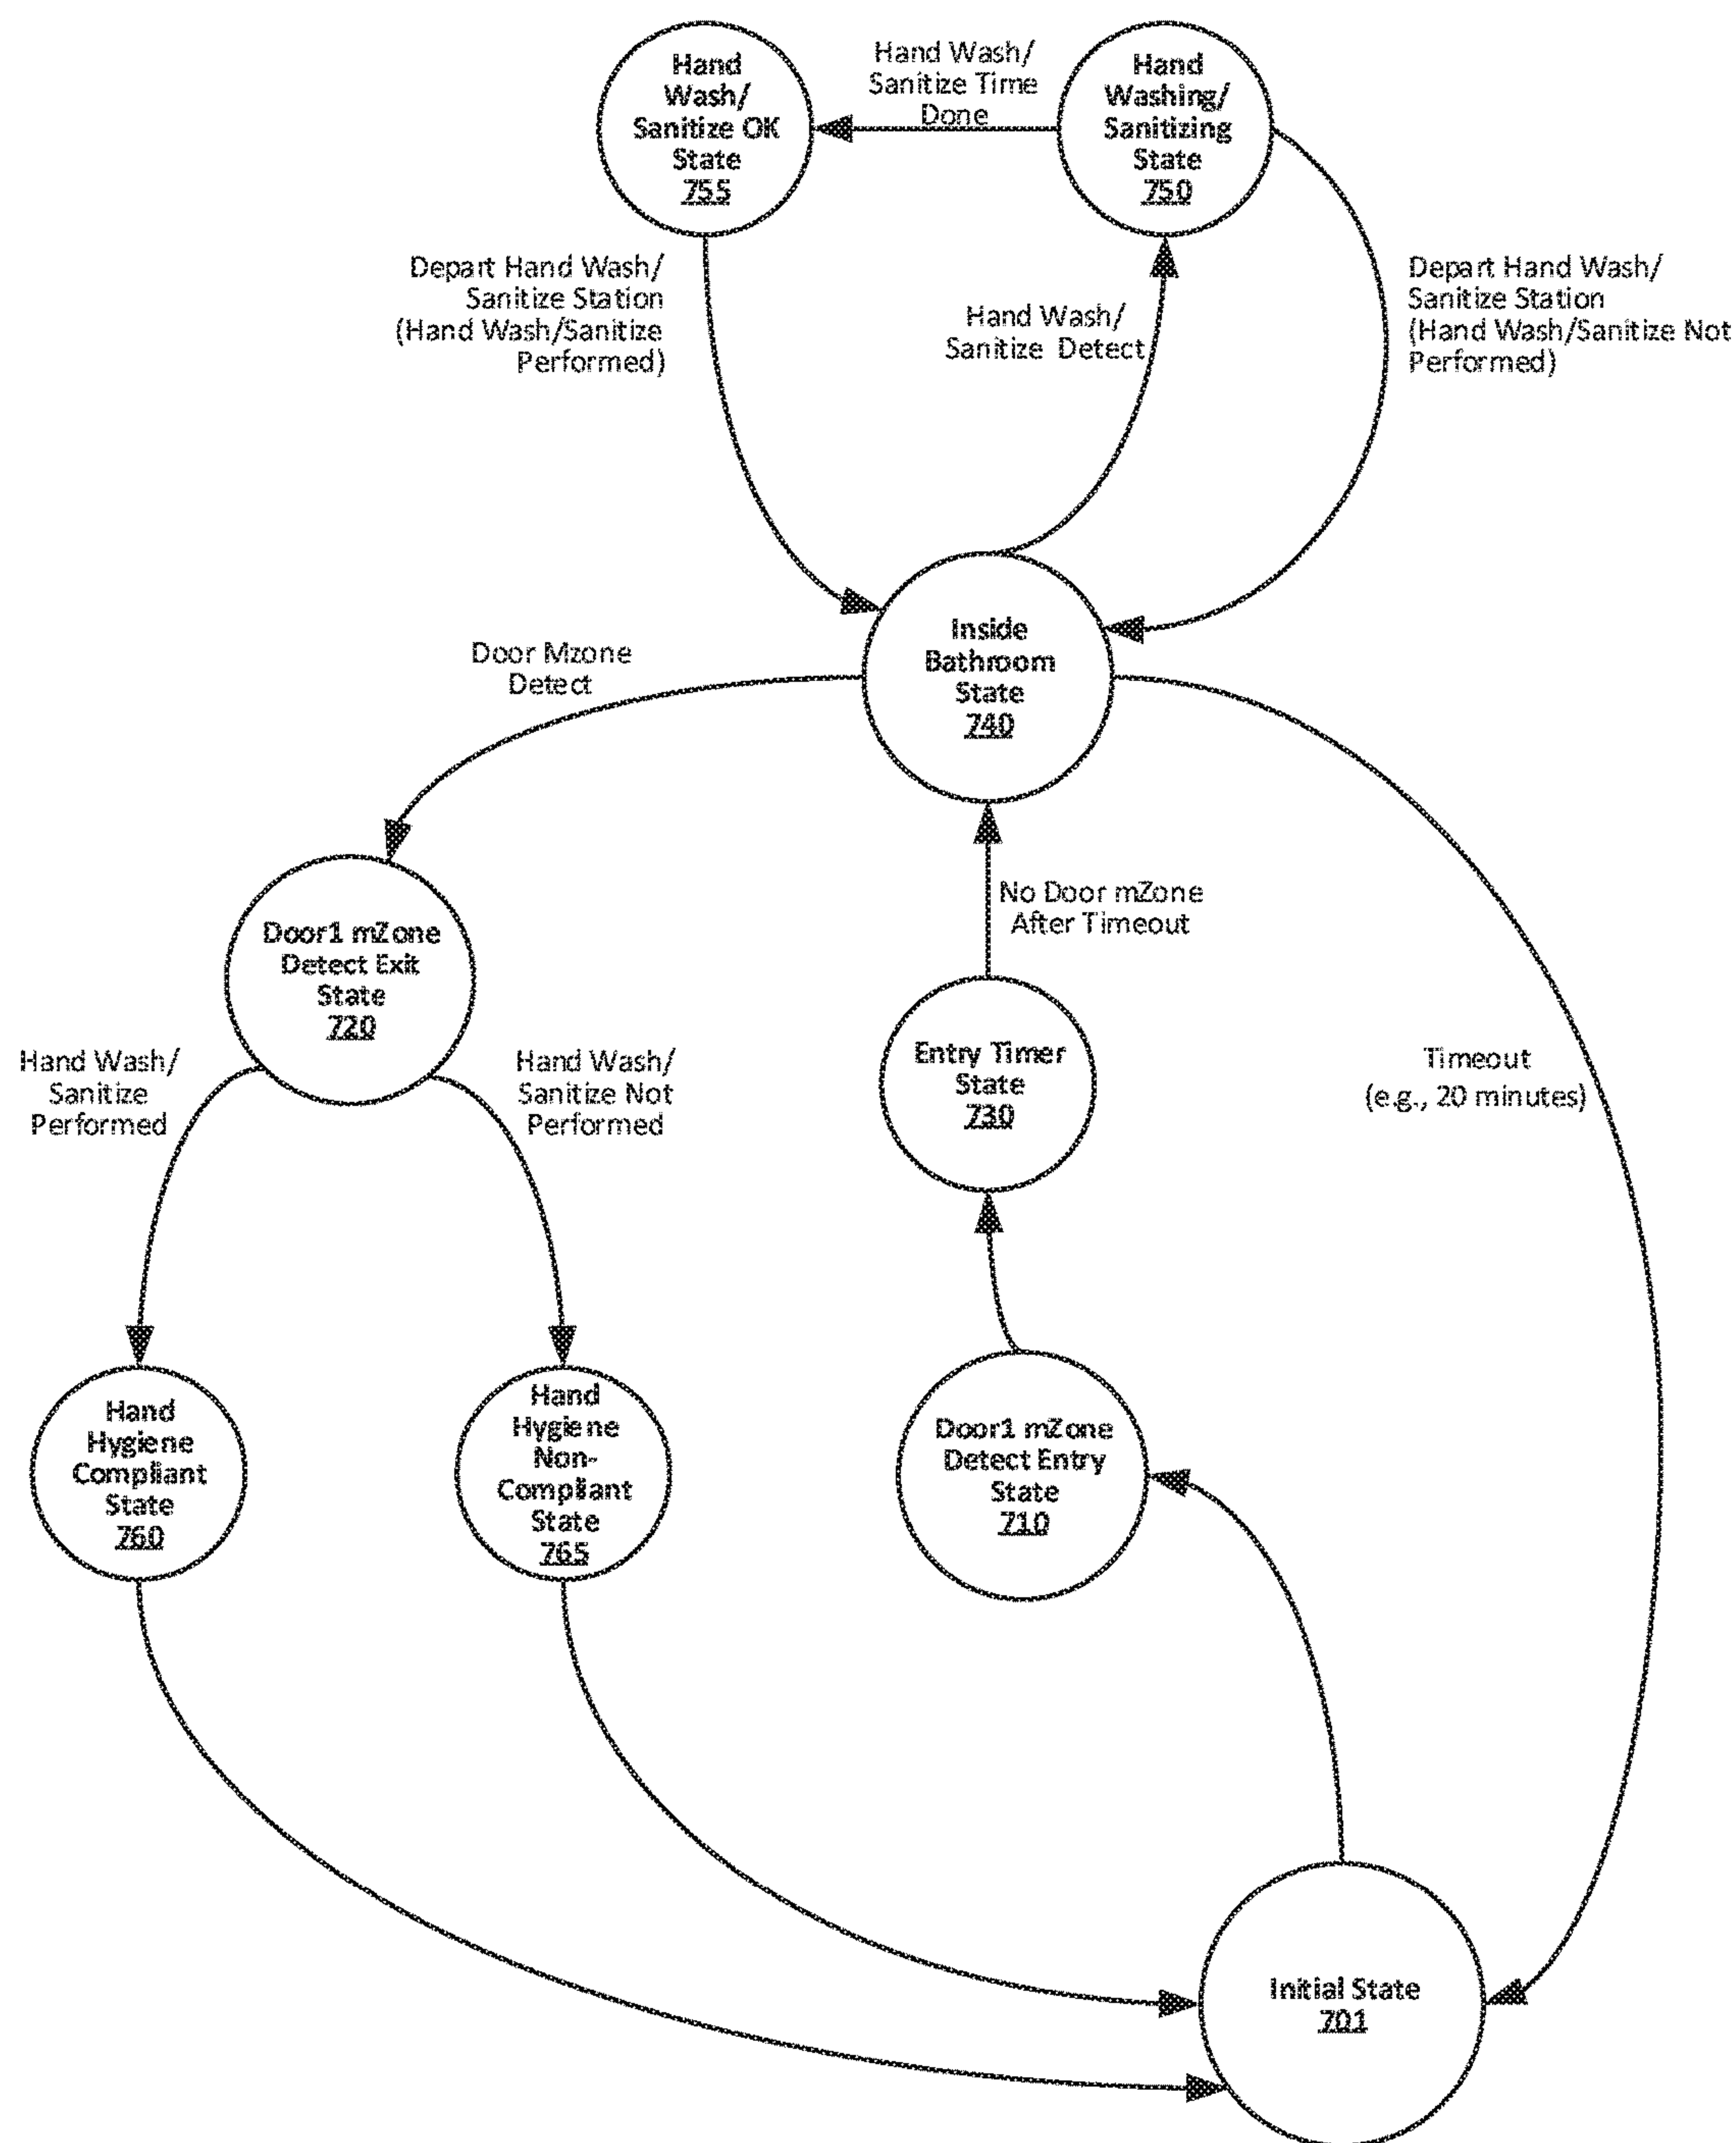 Hand
Wash/
Sanitize OK
State
755
Hand Wash/
Sanitize Time
Done
Hand
Washing/
Sanitizing
State
750
Depart Hand Wash/
Sanitize Station
(Hand Wash/Sanitize
Performed)
Hand Wash/
Sanitize Detect
Depart Hand Wash/
Sanitize Station
(Hand Wash/Sanitize Not
Performed)
Inside
Bathroom
State
740
Door Mzone
Detect
No Door mZone
After Timeout
Door1 mZone
Detect Exit
State
720
Entry Timer
State
730
Timeout
(e.g., 20 minutes)
Hand Wash/
Sanitize
Performed
Hand Wash/
Sanitize Not
Performed
Hand
Hygiene
Compliant
State
760
Hand
Hygiene
Non-
Compliant
State
765
Door1 mZone
Detect Entry
State
710
Initial State
701